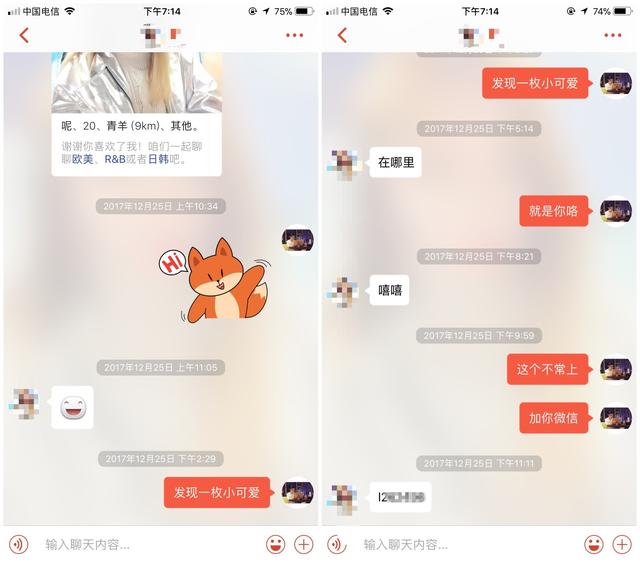 中国电信
下午7:14
75%
呢、20、青羊 (9km)、其他。
谢谢你喜欢了我！咱们一起聊
聊欧美、R&B或者日韩吧。
2017年12月25日 上午10:34
Hi
2017年12月25日 上午11:05
2017年12月25日 下午2:29
发现一枚小可爱
输入聊天内容...
中国电信
下午7:14
74%
发现一枚小可爱
2017年12月25日 下午5:14
在哪里
就是你咯
2017年12月25日 下午8:21
嘻嘻
2017年12月25日 下午9:59
这个不常上
加你微信
2017年12月25日 下午11:11
输入聊天内容...